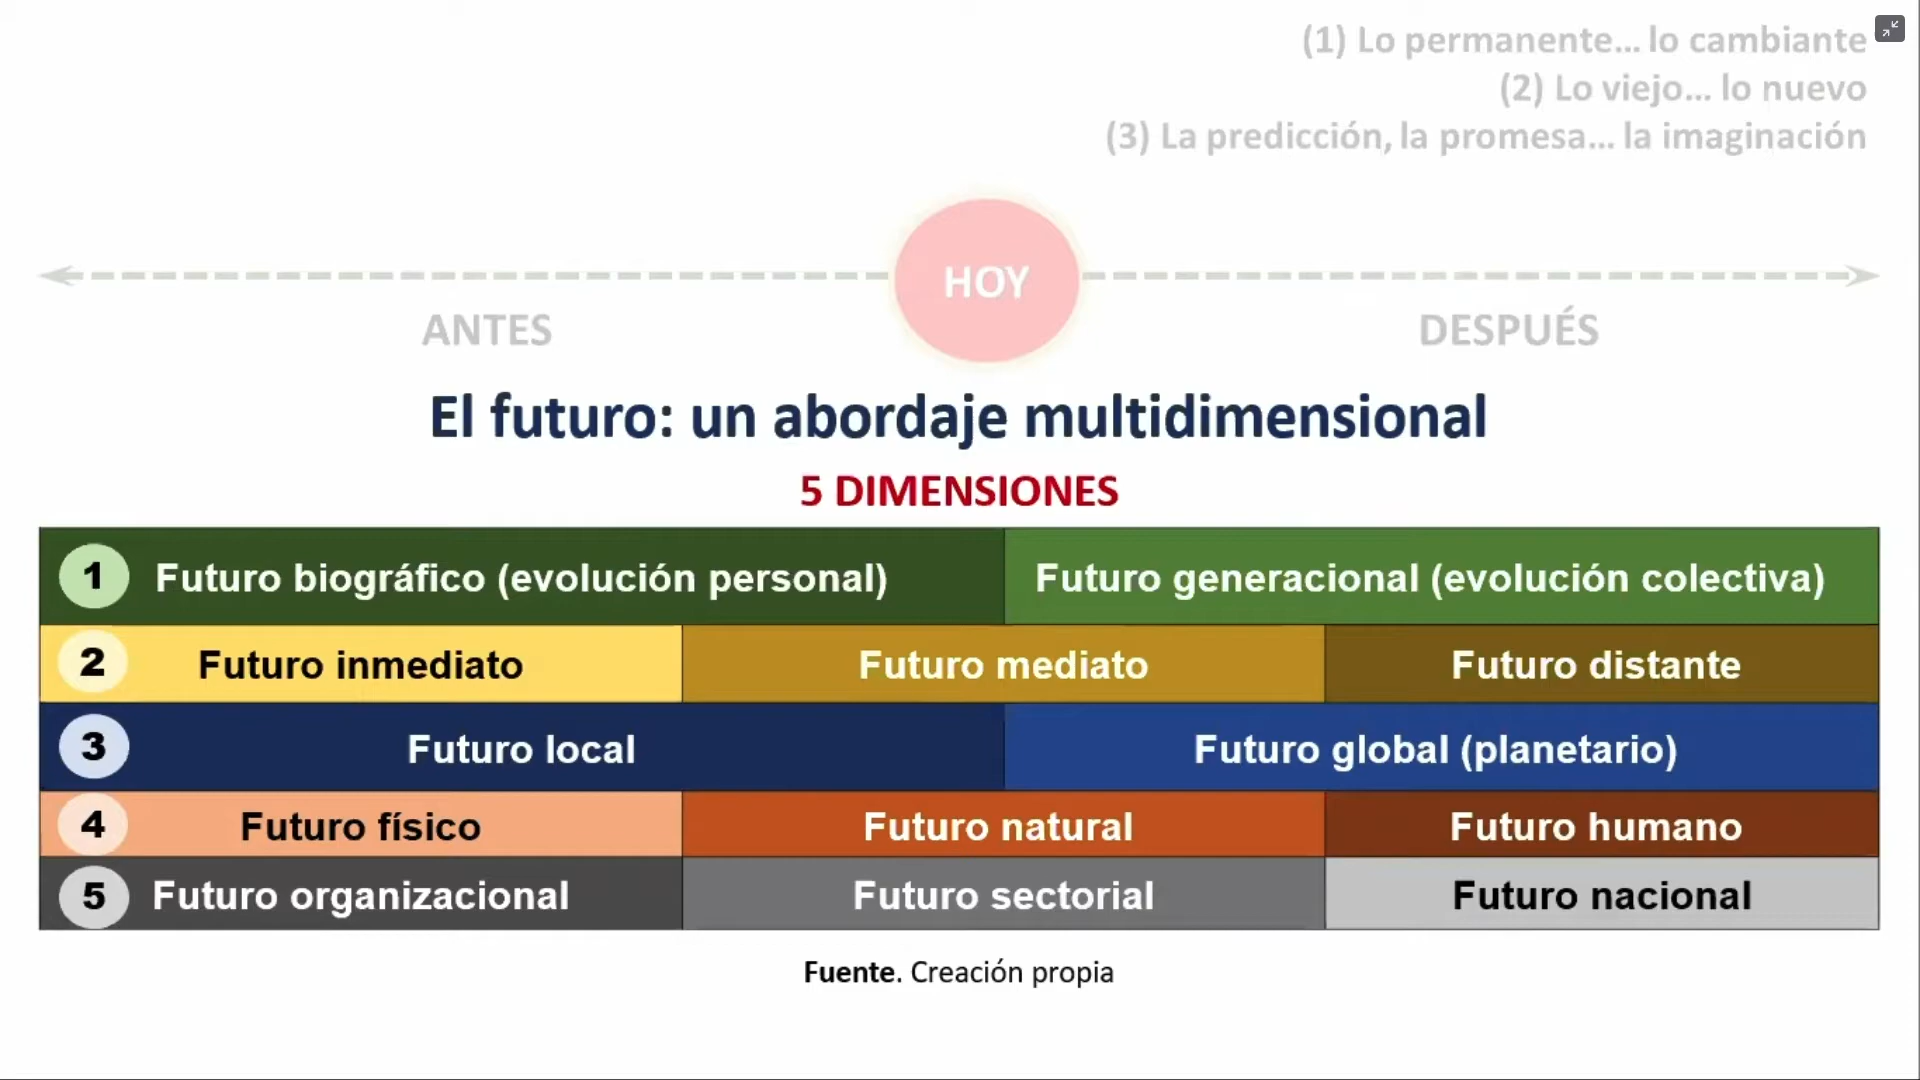 (1) Lo permanente... lo cambiante
(2) Lo viejo... lo nuevo
(3) La predicción, la promesa... la imaginación
HOY
ANTES
DESPUÉS
El futuro: un abordaje multidimensional
5 DIMENSIONES
1 Futuro biográfico (evolución personal) Futuro generacional (evolución colectiva)
2 Futuro inmediato Futuro mediato Futuro distante
3 Futuro local Futuro global (planetario)
4 Futuro físico Futuro natural Futuro humano
5 Futuro organizacional Futuro sectorial Futuro nacional
Fuente. Creación propia